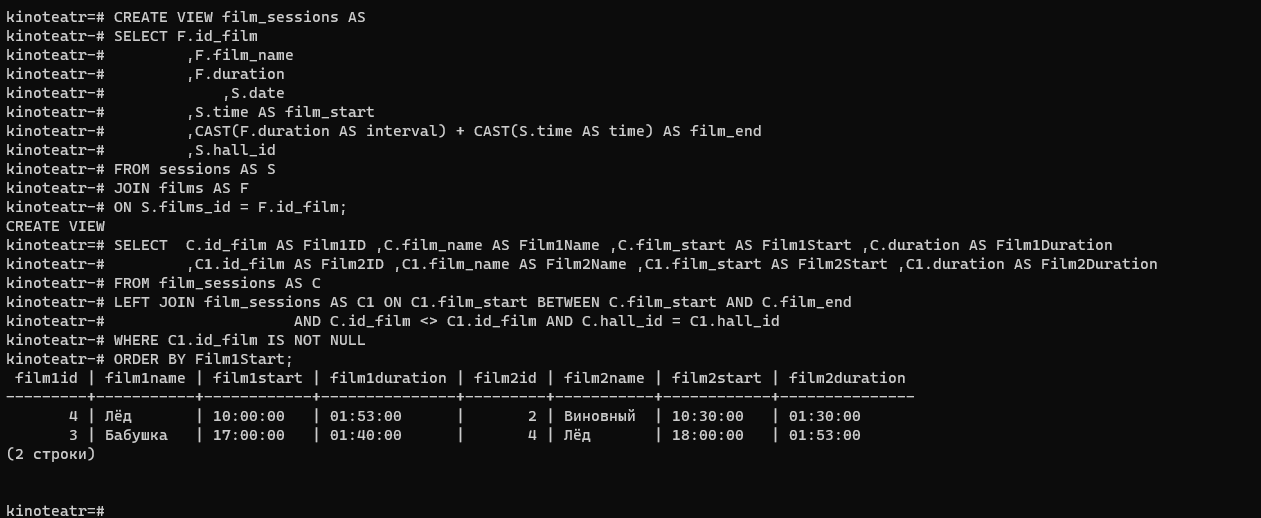 kinoteatr=# CREATE VIEW film_sessions AS
kinoteatr-# SELECT F.id_film
kinoteatr-#         ,F.film_name
kinoteatr-#         ,F.duration
kinoteatr-#             ,S.date
kinoteatr-#         ,S.time AS film_start
kinoteatr-#         ,CAST(F.duration AS interval) + CAST(S.time AS time) AS film_end
kinoteatr-#         ,S.hall_id
kinoteatr-# FROM sessions AS S
kinoteatr-# JOIN films AS F
kinoteatr-# ON S.films_id = F.id_film;
CREATE VIEW
kinoteatr=# SELECT  C.id_film AS Film1ID ,C.film_name AS Film1Name ,C.film_start AS Film1Start ,C.duration AS Film1Duration
kinoteatr-#         ,C1.id_film AS Film2ID ,C1.film_name AS Film2Name ,C1.film_start AS Film2Start ,C1.duration AS Film2Duration
kinoteatr-# FROM film_sessions AS C
kinoteatr-# LEFT JOIN film_sessions AS C1 ON C1.film_start BETWEEN C.film_start AND C.film_end
kinoteatr-#                     AND C.id_film <> C1.id_film AND C.hall_id = C1.hall_id
kinoteatr-# WHERE C1.id_film IS NOT NULL
kinoteatr-# ORDER BY Film1Start;
 film1id | film1name | film1start | film1duration | film2id | film2name | film2start | film2duration
---------+-----------+------------+---------------+---------+-----------+------------+---------------
       4 | Лёд       | 10:00:00   | 01:53:00      |       2 | Виновный  | 10:30:00   | 01:30:00
       3 | Бабушка   | 17:00:00   | 01:40:00      |       4 | Лёд       | 18:00:00   | 01:53:00
(2 строки)
kinoteatr=#